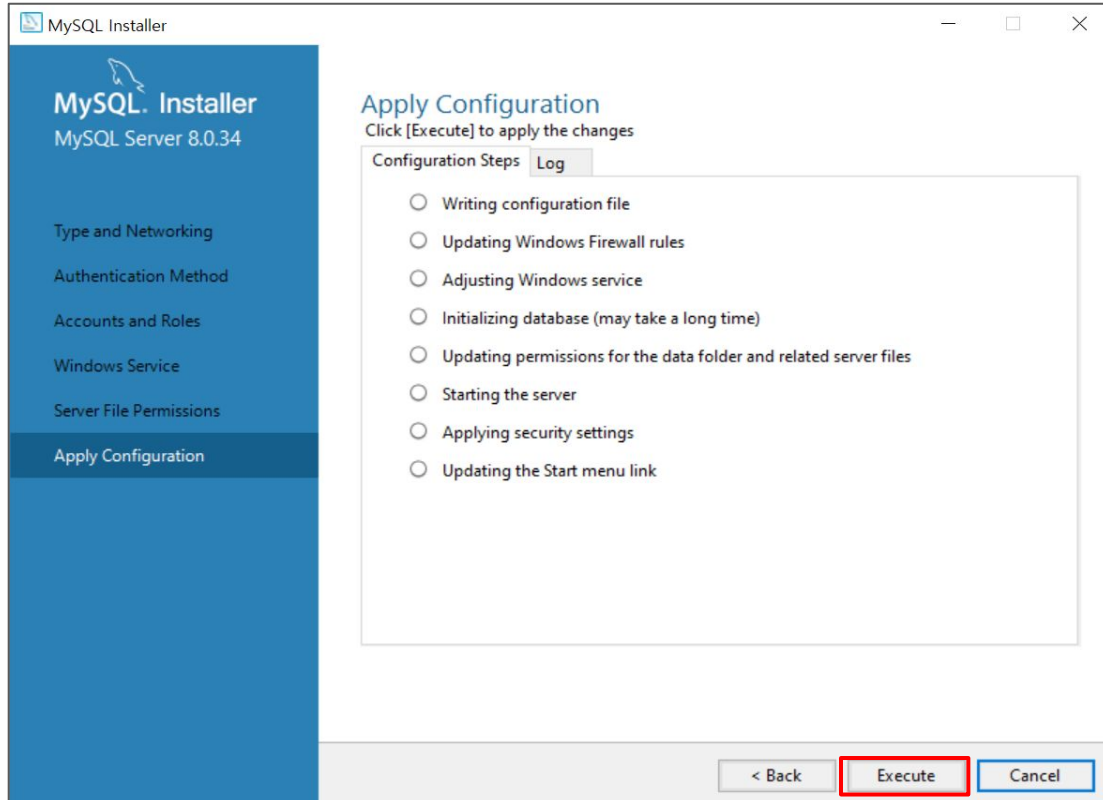 MySQL Installer
MySQL. Installer
MySQL Server 8.0.34
Type and Networking
Authentication Method
Accounts and Roles
Windows Service
Server File Permissions
Apply Configuration
Apply Configuration
Click [Execute] to apply the changes
Configuration Steps Log
Writing configuration file
Updating Windows Firewall rules
Adjusting Windows service
Initializing database (may take a long time)
Updating permissions for the data folder and related server files
Starting the server
Applying security settings
Updating the Start menu link
< Back Execute Cancel